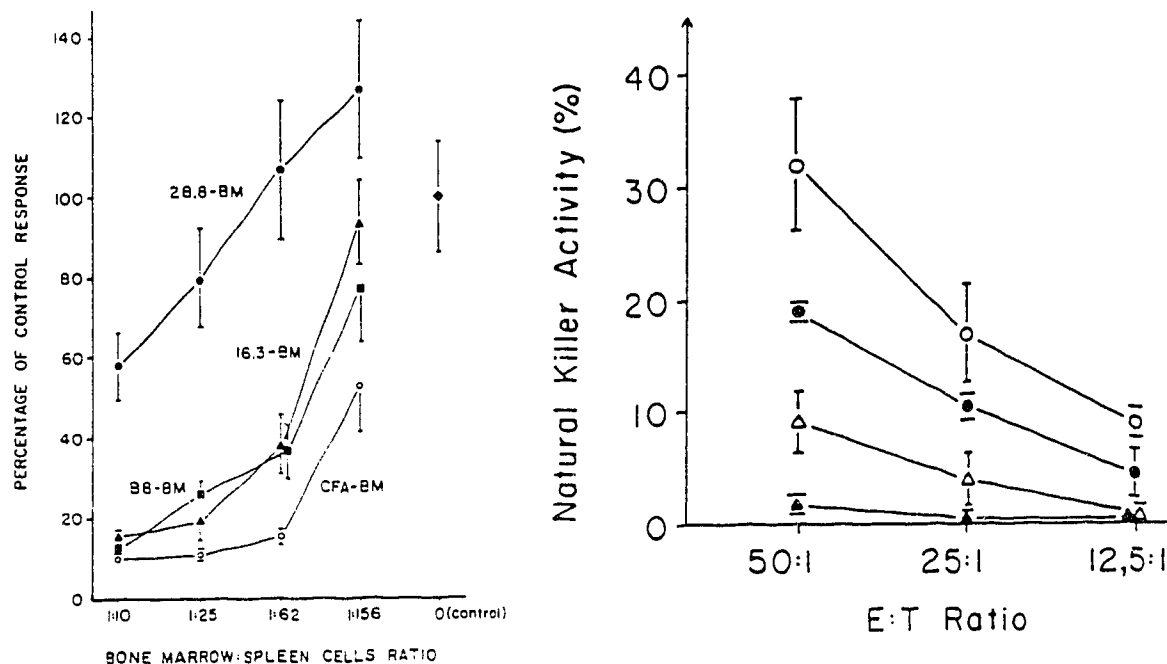 PERCENTAGE OF CONTROL RESPONSE
140
120
100
80
60
40
20
0
28.8-BM
16.3-BM
B8-BM
CFA-BM
1:10 1:25 1:62 1:156 0(control)
BONE MARROW:SPLEEN CELLS RATIO
Natural Killer Activity (%)
40
30
20
10
0
50:1 25:1 12,5:1
E:T Ratio